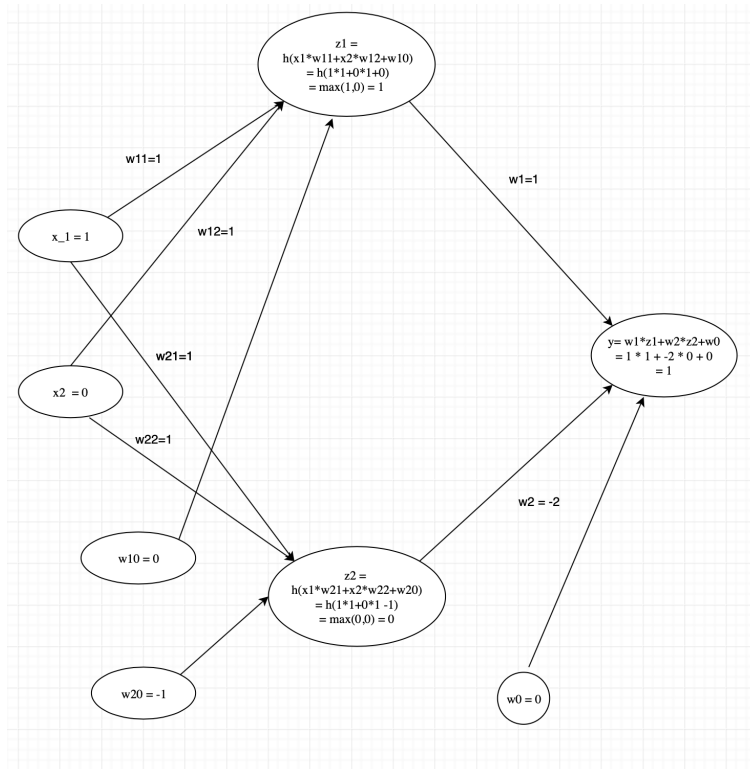 z1 =
h(x1*w11+x2*w12+w10)
= h(1*1+0*1+0)
= max(1,0) = 1
w11=1
w1=1
x_1 = 1
w12=1
w21=1
y= w1*z1+w2*z2+w0
= 1 * 1 + -2 * 0 + 0
= 1
x2 = 0
w22=1
w2 = -2
w10 = 0
z2 =
h(x1*w21+x2*w22+w20)
= h(1*1+0*1 -1)
= max(0,0) = 0
w20 = -1
w0 = 0